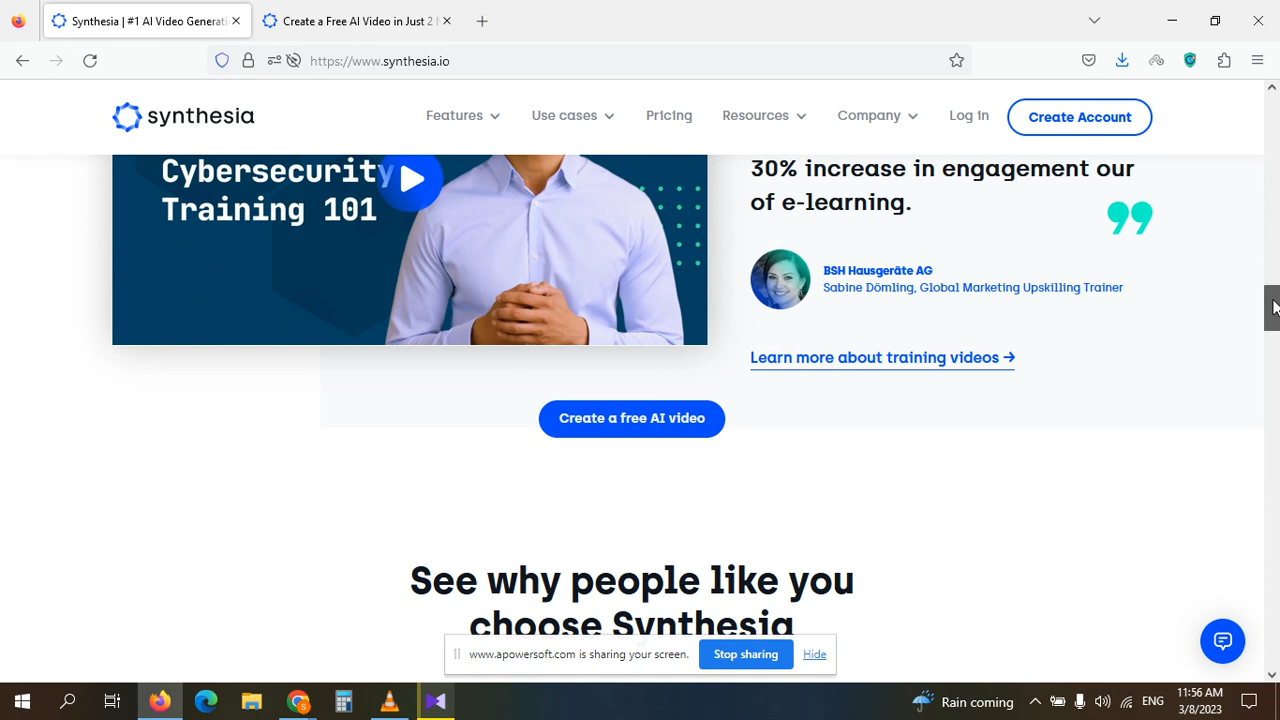 Synthesia | #1 AI Video Generati
Create a Free AI Video in Just 2
https://www.synthesia.io
synthesia
Features
Use cases
Pricing
Resources
Company
Log in
Create Account
Cybersecurity
Training 101
30% increase in engagement our
of e-learning.
BSH Hausgeräte AG
Sabine Dömling, Global Marketing Upskilling Trainer
Learn more about training videos →
Create a free AI video
See why people like you
choose Synthesia
www.apowersoft.com is sharing your screen.
Stop sharing
Hide
Rain coming
ENG
11:56 AM
3/8/2023